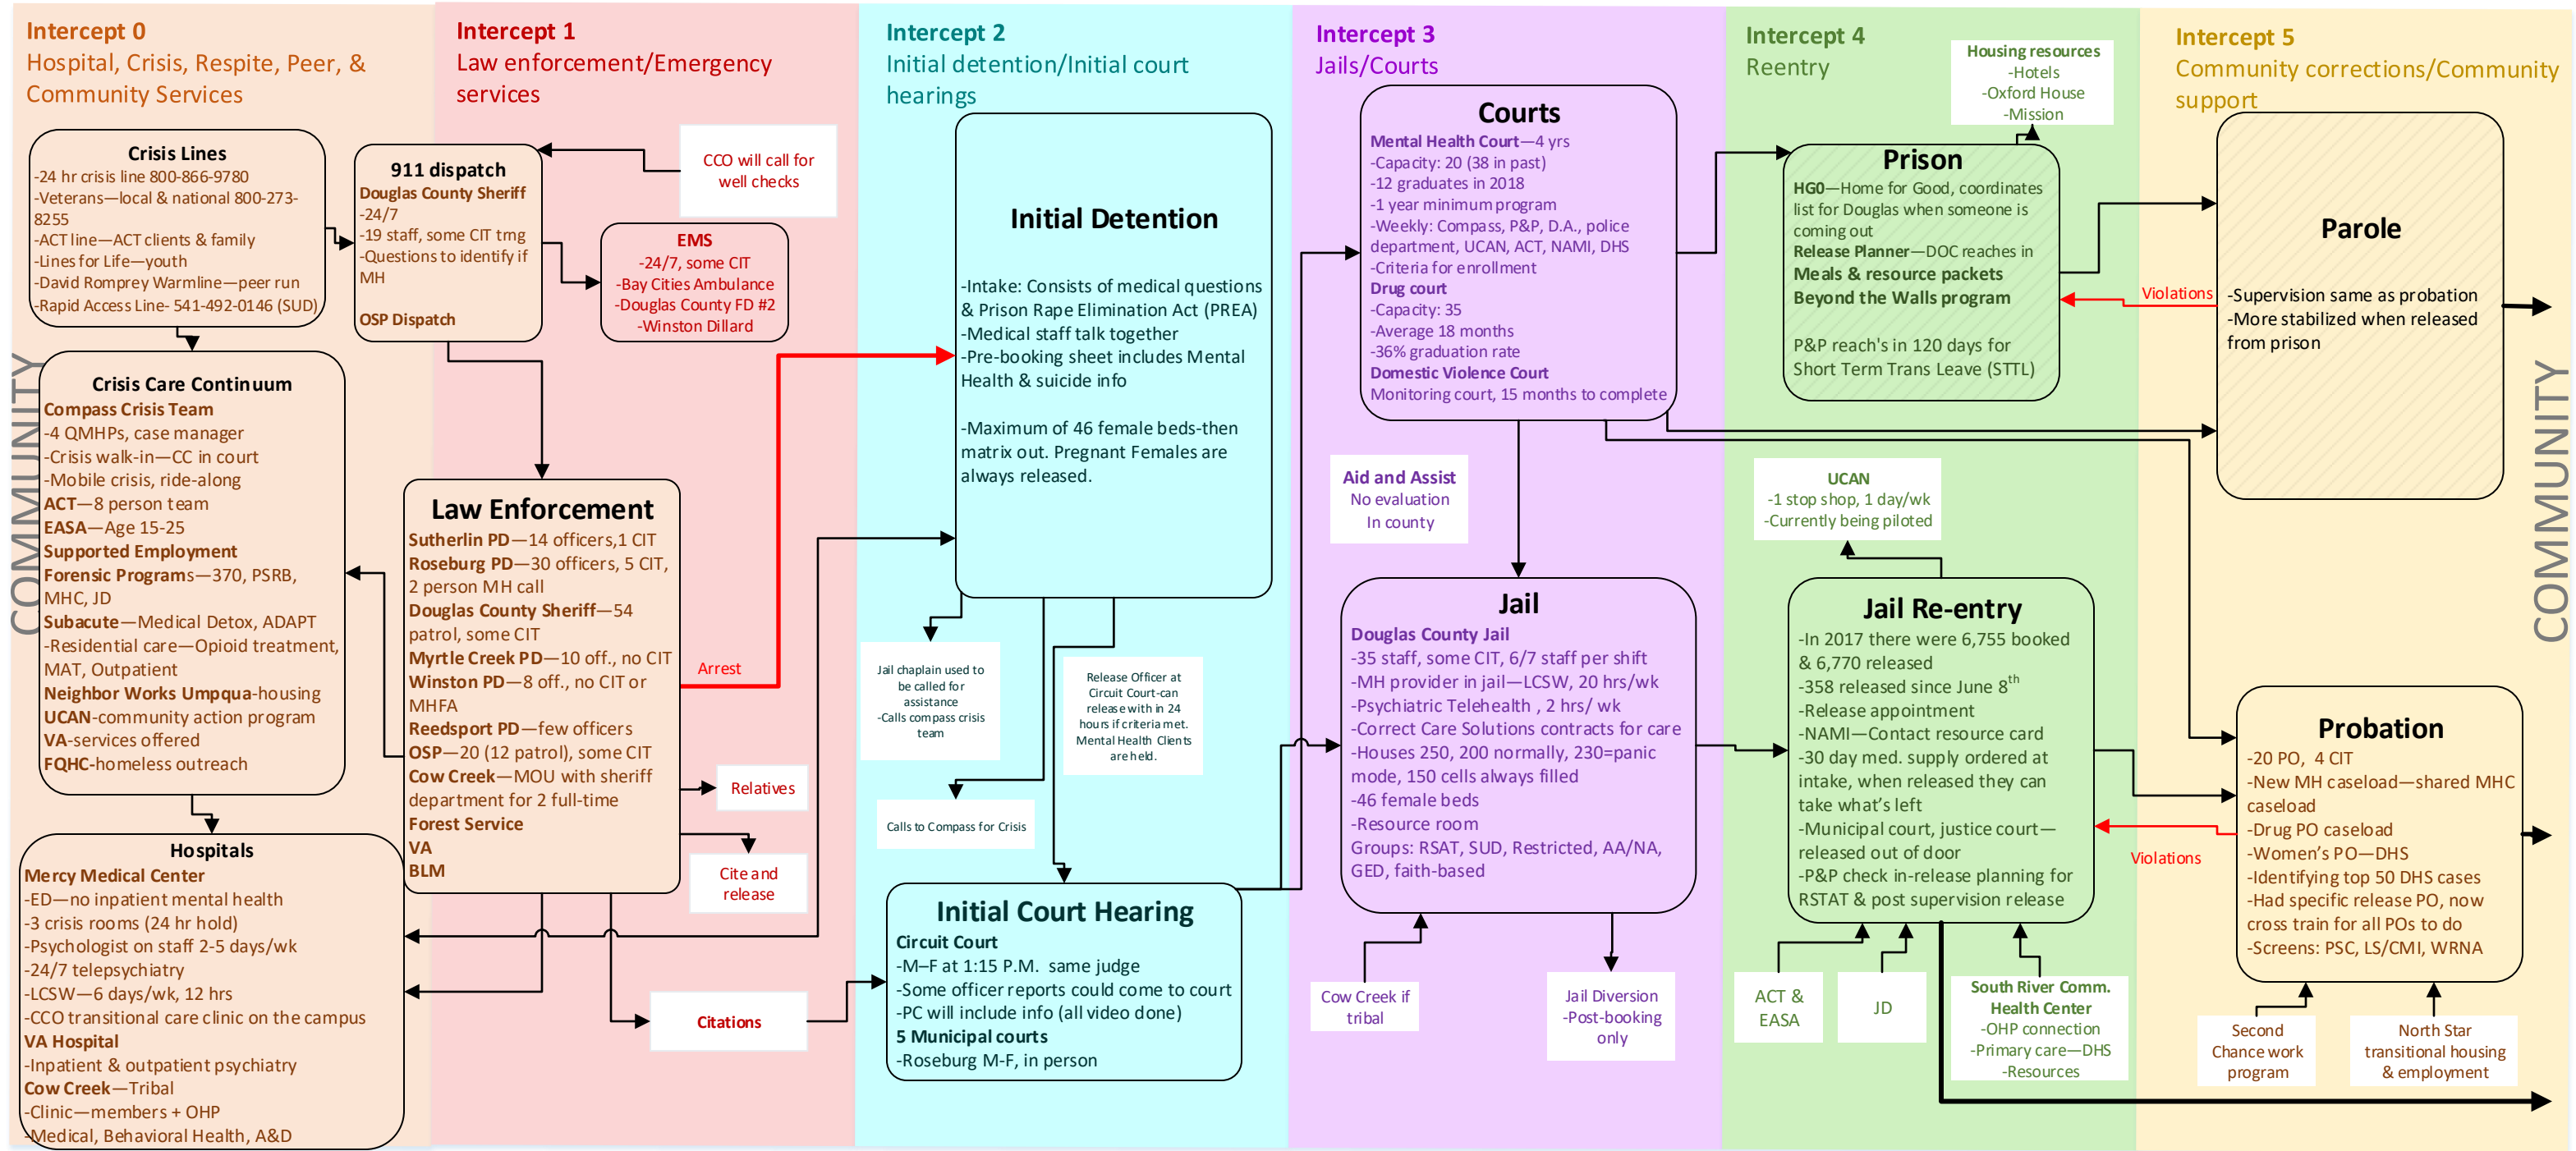 Intercept 0
Hospital, Crisis, Respite, Peer, &
Community Services
COMMUNITY
Crisis Lines
-24 hr crisis line 800-866-9780
-Veterans—local & national 800-273-
8255
-ACT line—ACT clients & family
-Lines for Life—youth
-David Romprey Warmline—peer run
-Rapid Access Line- 541-492-0146 (SUD)
Crisis Care Continuum
Compass Crisis Team
-4 QMHPs, case manager
-Crisis walk-in—CC in court
-Mobile crisis, ride-along
ACT—8 person team
EASA—Age 15-25
Supported Employment
Forensic Programs—370, PSRB,
MHC, JD
Subacute—Medical Detox, ADAPT
-Residential care—Opioid treatment,
MAT, Outpatient
Neighbor Works Umpqua-housing
UCAN-community action program
VA-services offered
FQHC-homeless outreach
Hospitals
Mercy Medical Center
-ED—no inpatient mental health
-3 crisis rooms (24 hr hold)
-Psychologist on staff 2-5 days/wk
-24/7 telepsychiatry
-LCSW—6 days/wk, 12 hrs
-CCO transitional care clinic on the campus
VA Hospital
-Inpatient & outpatient psychiatry
Cow Creek—Tribal
-Clinic—members + OHP
-Medical, Behavioral Health, A&D
Intercept 1
Law enforcement/Emergency
services
911 dispatch
Douglas County Sheriff
-24/7
-19 staff, some CIT trng
-Questions to identify if
MH
OSP Dispatch
CCO will call for
well checks
EMS
-24/7, some CIT
-Bay Cities Ambulance
-Douglas County FD #2
-Winston Dillard
Law Enforcement
Sutherlin PD—14 officers,1 CIT
Roseburg PD—30 officers, 5 CIT,
2 person MH call
Douglas County Sheriff—54
patrol, some CIT
Myrtle Creek PD—10 off., no CIT
Winston PD—8 off., no CIT or
MHFA
Reedsport PD—few officers
OSP—20 (12 patrol), some CIT
Cow Creek—MOU with sheriff
department for 2 full-time
Forest Service
VA
BLM
Arrest
Relatives
Cite and
release
Citations
Intercept 2
Initial detention/Initial court
hearings
Initial Detention
-Intake: Consists of medical questions
& Prison Rape Elimination Act (PREA)
-Medical staff talk together
-Pre-booking sheet includes Mental
Health & suicide info
-Maximum of 46 female beds-then
matrix out. Pregnant Females are
always released.
Jail chaplain used to
be called for
assistance
-Calls compass crisis
team
Release Officer at
Circuit Court-can
release with in 24
hours if criteria met.
Mental Health Clients
are held.
Calls to Compass for Crisis
Initial Court Hearing
Circuit Court
-M–F at 1:15 P.M.  same judge
-Some officer reports could come to court
-PC will include info (all video done)
5 Municipal courts
-Roseburg M-F, in person
Intercept 3
Jails/Courts
Courts
Mental Health Court—4 yrs
-Capacity: 20 (38 in past)
-12 graduates in 2018
-1 year minimum program
-Weekly: Compass, P&P, D.A., police
department, UCAN, ACT, NAMI, DHS
-Criteria for enrollment
Drug court
-Capacity: 35
-Average 18 months
-36% graduation rate
Domestic Violence Court
Monitoring court, 15 months to complete
Aid and Assist
No evaluation
In county
Jail
Douglas County Jail
-35 staff, some CIT, 6/7 staff per shift
-MH provider in jail—LCSW, 20 hrs/wk
-Psychiatric Telehealth , 2 hrs/ wk
-Correct Care Solutions contracts for care
-Houses 250, 200 normally, 230=panic
mode, 150 cells always filled
-46 female beds
-Resource room
Groups: RSAT, SUD, Restricted, AA/NA,
GED, faith-based
Cow Creek if
tribal
Jail Diversion
-Post-booking
only
Intercept 4
Reentry
Housing resources
-Hotels
-Oxford House
-Mission
Prison
HG0—Home for Good, coordinates
list for Douglas when someone is
coming out
Release Planner—DOC reaches in
Meals & resource packets
Beyond the Walls program
P&P reach's in 120 days for
Short Term Trans Leave (STTL)
UCAN
-1 stop shop, 1 day/wk
-Currently being piloted
Jail Re-entry
-In 2017 there were 6,755 booked
& 6,770 released
-358 released since June 8th
-Release appointment
-NAMI—Contact resource card
-30 day med. supply ordered at
intake, when released they can
take what's left
-Municipal court, justice court—
released out of door
-P&P check in-release planning for
RSTAT & post supervision release
ACT &
EASA
JD
South River Comm.
Health Center
-OHP connection
-Primary care—DHS
-Resources
Intercept 5
Community corrections/Community
support
Parole
-Supervision same as probation
-More stabilized when released
from prison
Violations
Probation
-20 PO,  4 CIT
-New MH caseload—shared MHC
caseload
-Drug PO caseload
-Women's PO—DHS
-Identifying top 50 DHS cases
-Had specific release PO, now
cross train for all POs to do
-Screens: PSC, LS/CMI, WRNA
Violations
Second
Chance work
program
North Star
transitional housing
& employment
COMMUNITY